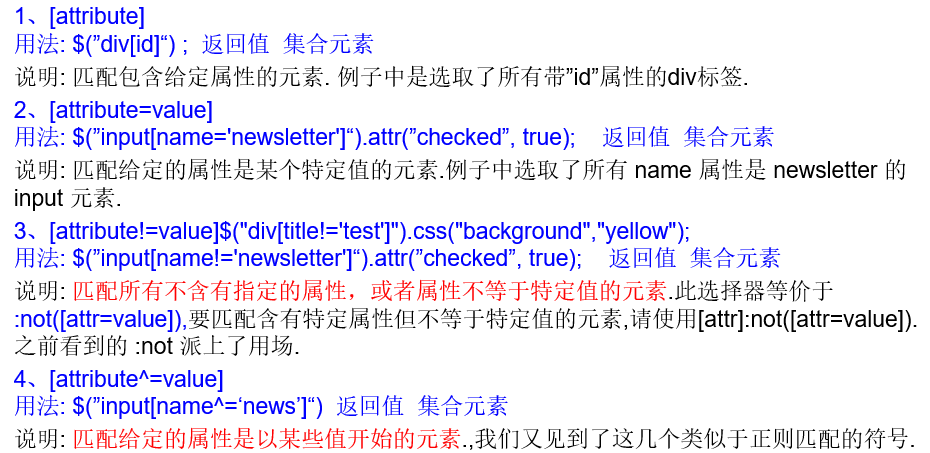 1、[attribute]
用法: $(”div[id]“) ;  返回值  集合元素
说明: 匹配包含给定属性的元素. 例子中是选取了所有带”id”属性的div标签.
2、[attribute=value]
用法: $(”input[name='newsletter']“).attr(”checked”, true);    返回值  集合元素
说明: 匹配给定的属性是某个特定值的元素.例子中选取了所有 name 属性是 newsletter 的
input 元素.
3、[attribute!=value]$("div[title!='test']").css("background","yellow");
用法: $(”input[name!='newsletter']“).attr(”checked”, true);    返回值  集合元素
说明: 匹配所有不含有指定的属性，或者属性不等于特定值的元素.此选择器等价于
:not([attr=value]),要匹配含有特定属性但不等于特定值的元素,请使用[attr]:not([attr=value]).
之前看到的 :not 派上了用场.
4、[attribute^=value]
用法: $(”input[name^=‘news’]“)  返回值  集合元素
说明: 匹配给定的属性是以某些值开始的元素.,我们又见到了这几个类似于正则匹配的符号.